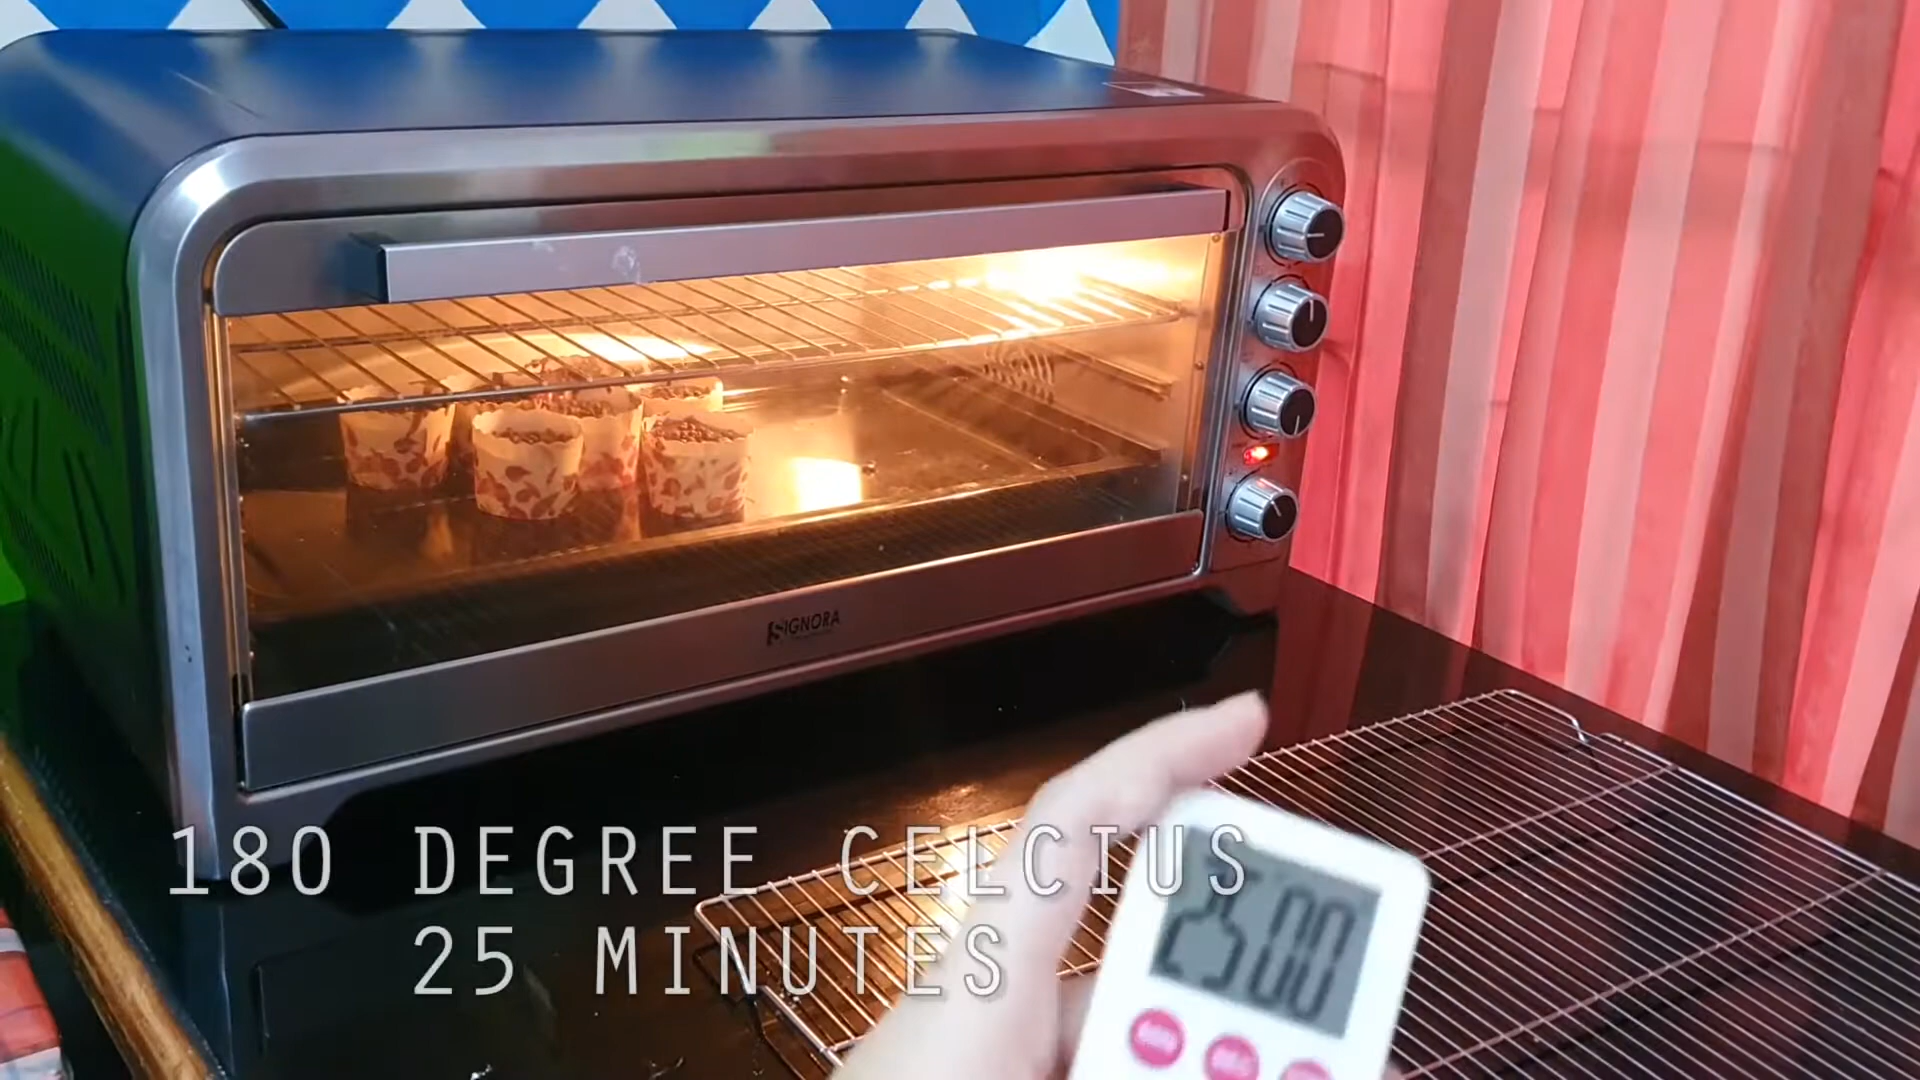 SIGNORA
180 DEGREE CELCIUS
25 MINUTES
25 00